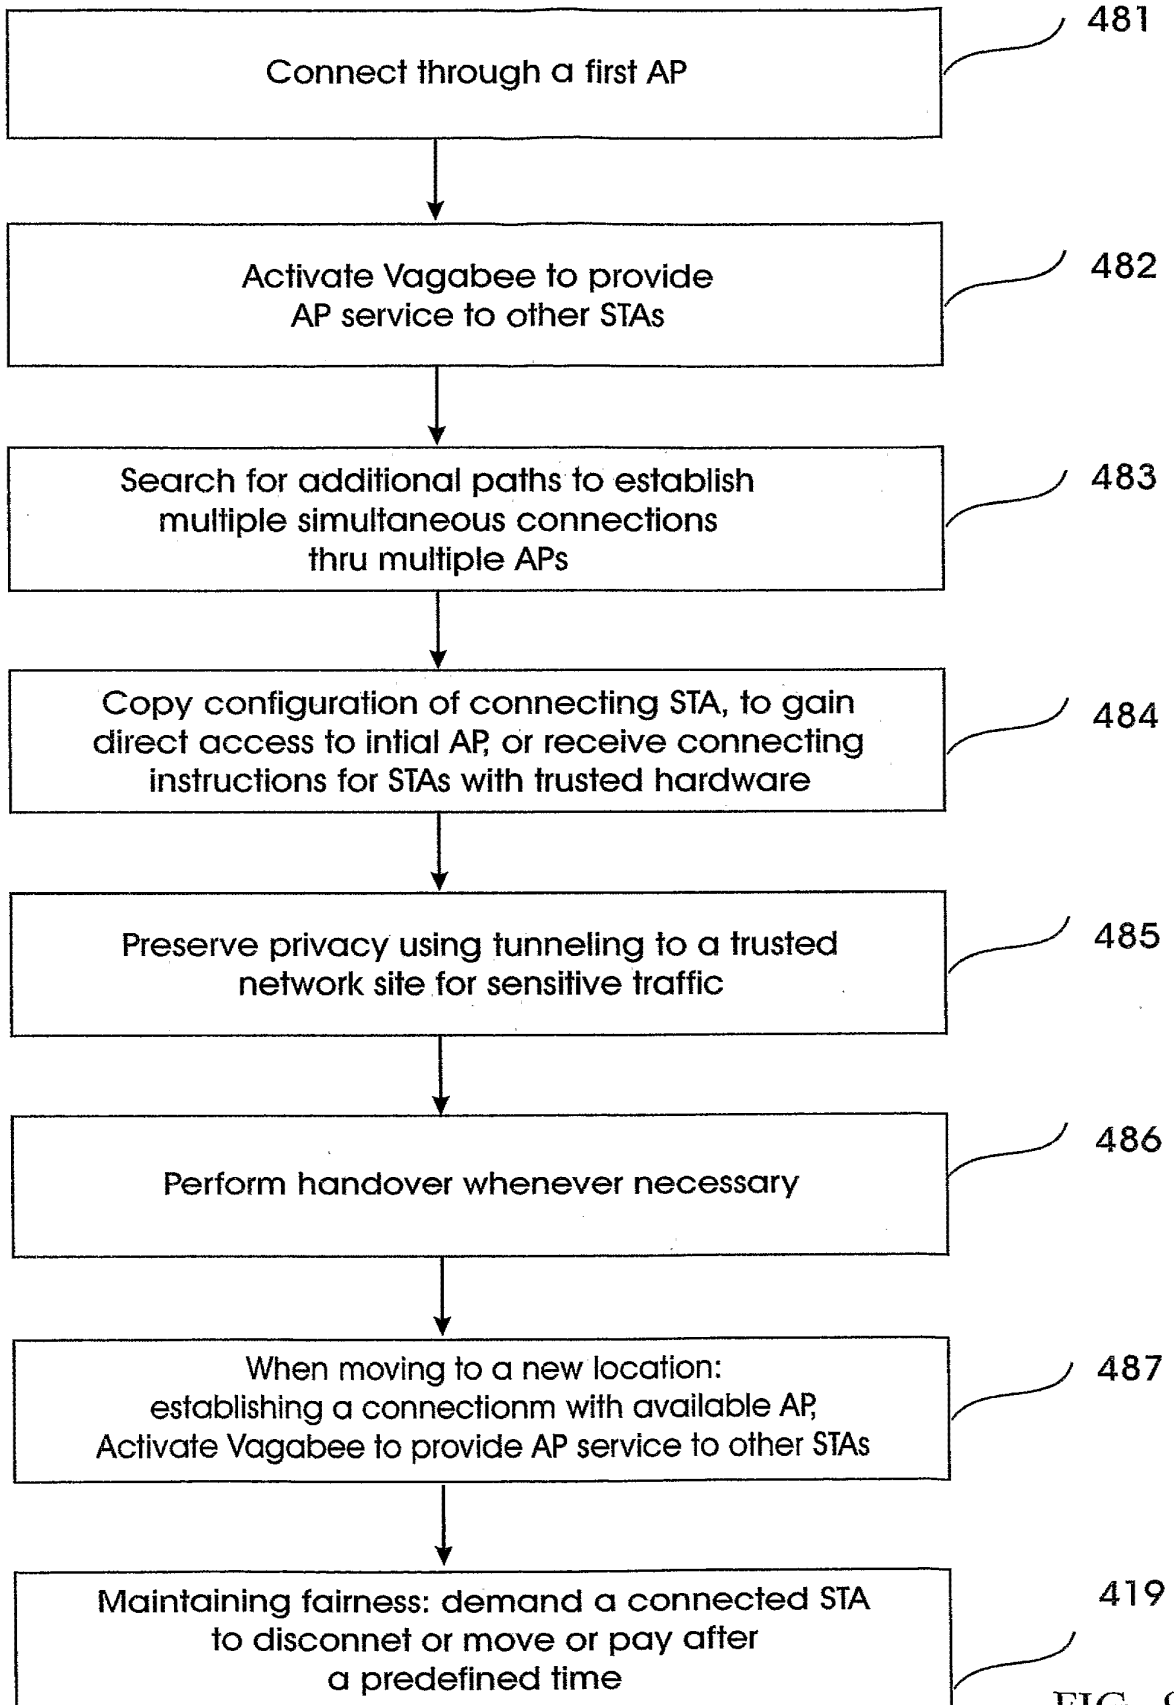 481
Connect through a first AP
482
Activate Vagabee to provide
AP service to other STAs
483
Search for additional paths to establish
multiple simultaneous connections
thru multiple APs
484
Copy configuration of connecting STA, to gain
direct access to intial AP, or receive connecting
instructions for STAs with trusted hardware
485
Preserve privacy using tunneling to a trusted
network site for sensitive traffic
486
Perform handover whenever necessary
487
When moving to a new location:
establishing a connectionm with available AP,
Activate Vagabee to provide AP service to other STAs
419
Maintaining fairness: demand a connected STA
to disconnet or move or pay after
a predefined time
FIG.